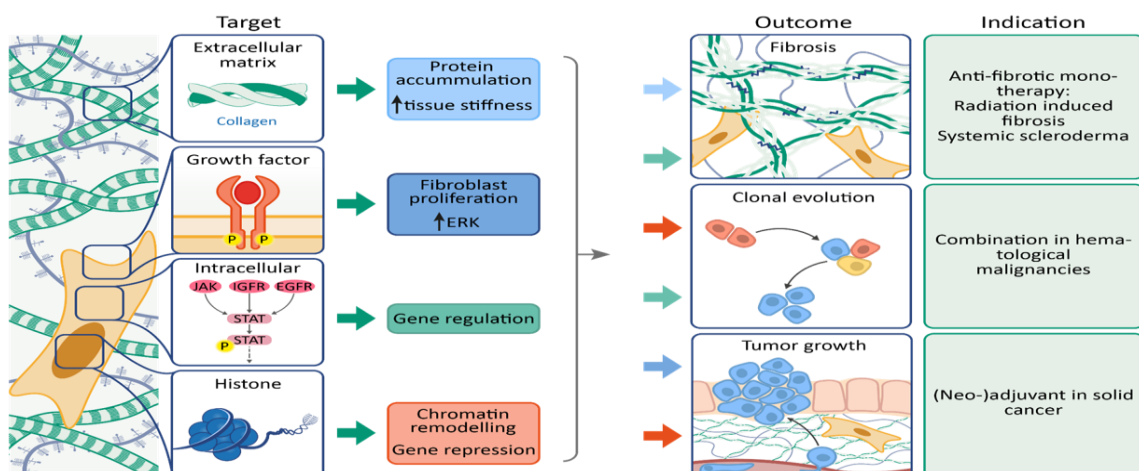 Target
Extracellular
matrix
Collagen
Protein
accummulation
↑tissue stiffness
Growth factor
P P
Fibroblast
proliferation
↑ERK
Intracellular
JAK IGFR EGFR
STAT
P STAT
Gene regulation
Histone
Chromatin
remodelling
Gene repression
Outcome
Fibrosis
Clonal evolution
Tumor growth
Indication
Anti-fibrotic mono-
therapy:
Radiation induced
fibrosis
Systemic scleroderma
Combination in hema-
tological
malignancies
(Neo-)adjuvant in solid
cancer